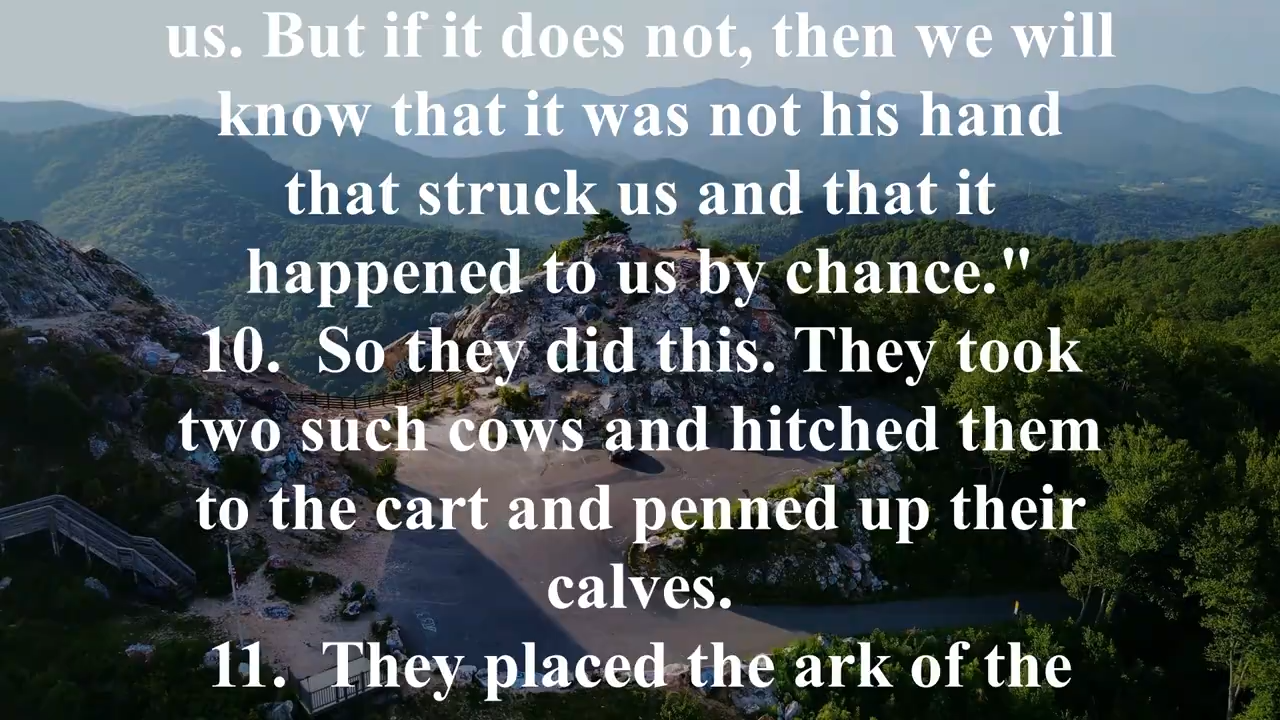 us. But if it does not, then we will
know that it was not his hand
that struck us and that it
happened to us by chance."
10.  So they did this. They took
two such cows and hitched them
to the cart and penned up their
calves.
11.  They placed the ark of the